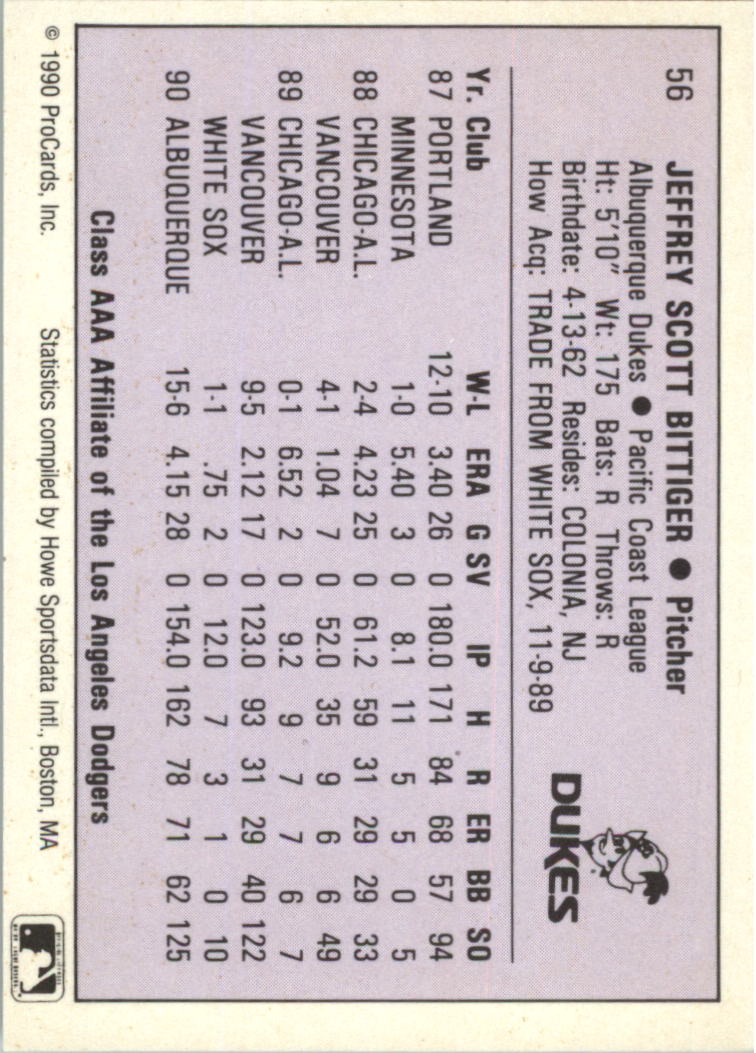 56 JEFFREY SCOTT BITTIGER ● Pitcher
Albuquerque Dukes ● Pacific Coast League
Ht: 5'10" Wt: 175 Bats: R Throws: R
Birthdate: 4-13-62 Resides: COLONIA, NJ
How Acq: TRADE FROM WHITE SOX, 11-9-89
DUKES
Yr. Club W-L ERA G SV IP H R ER BB SO
87 PORTLAND 12-10 3.40 26 0 180.0 171 84 68 57 94
MINNESOTA 1-0 5.40 3 0 8.1 11 5 5 0 5
88 CHICAGO-A.L. 2-4 4.23 25 0 61.2 59 31 29 29 33
VANCOUVER 4-1 1.04 7 0 52.0 35 9 6 6 49
89 CHICAGO-A.L. 0-1 6.52 2 0 9.2 9 7 7 6 7
VANCOUVER 9-5 2.12 17 0 123.0 93 31 29 40 122
WHITE SOX 1-1 .75 2 0 12.0 7 3 1 0 10
90 ALBUQUERQUE 15-6 4.15 28 0 154.0 162 78 71 62 125
Class AAA Affiliate of the Los Angeles Dodgers
© 1990 ProCards, Inc. Statistics compiled by Howe Sportsdata Intl., Boston, MA